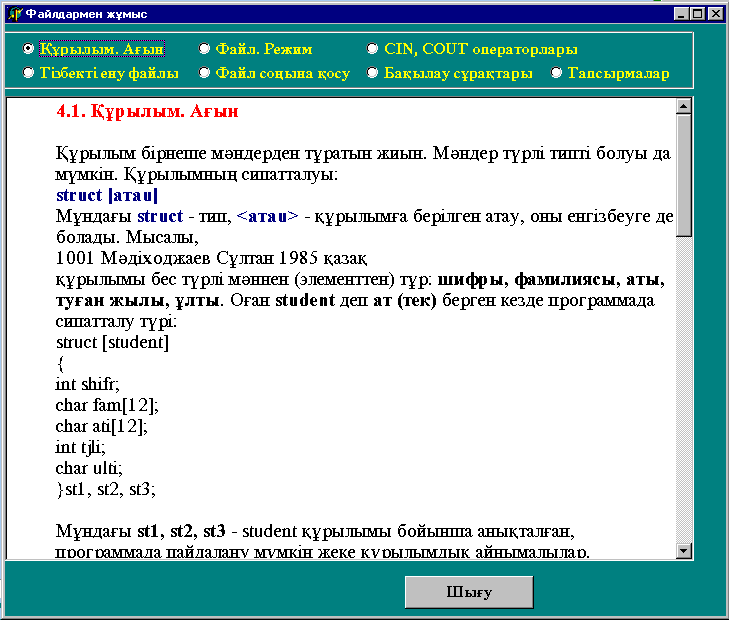 Файлдармен жұмыс
Құрылым. Ағын
Файл. Режим
CIN, COUT операторлары
Тізбекті ену файлы
Файл соңына қосу
Бақылау сұрақтары
Тапсырмалар
4.1. Құрылым. Ағын
Құрылым бірнеше мәндерден тұратын жиын. Мәндер түрлі типті болуы да
мүмкін. Құрылымның сипатталуы:
struct [атау]
Мұндағы struct - тип, <атау> - құрылымға берілген атау, оны енгізбеуге де
болады. Мысалы,
1001 Мәдіходжаев Сұлтан 1985 қазақ
құрылымы бес түрлі мәннен (элементтен) тұр: шифры, фамилиясы, аты,
туған жылы, ұлты. Оған student деп ат (тек) берген кезде программада
сипатталу түрі:
struct [student]
{
int shifr;
char fam[12];
char ati[12];
int tjli;
char ulti;
}st1, st2, st3;
Мұндағы st1, st2, st3 - student құрылымы бойынша анықталған,
программада пайдалану мүмкін жеке құрылымдық айнымалылар.
Шығу